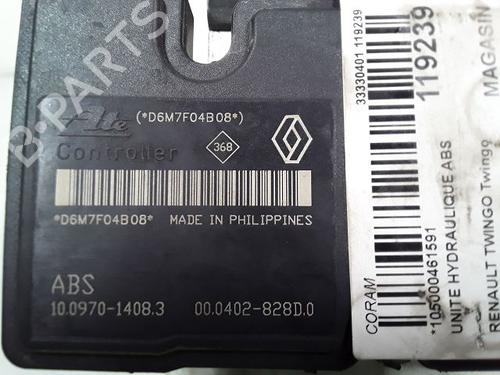 B-PARTS
(*D6M7F04B08*)
Ate
Controller
368
*D6M7F04B08* MADE IN PHILIPPINES
ABS
10.0970-1408.3 00.0402-828D.0
33330401 119239
119239
MAGASIN
CORAM
*105000461591
UNITE HYDRAULIQUE ABS
RENAULT TWINGO Twingo